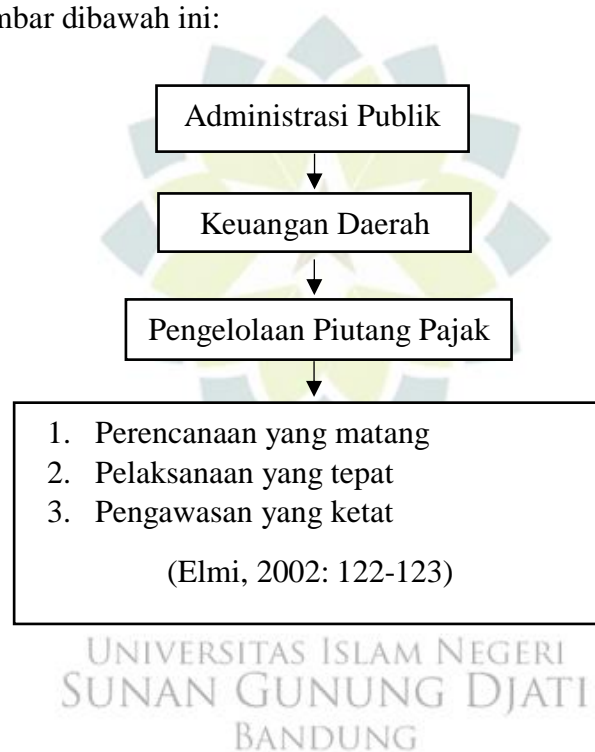 mbar dibawah ini:
Administrasi Publik
Keuangan Daerah
Pengelolaan Piutang Pajak
1. Perencanaan yang matang
2. Pelaksanaan yang tepat
3. Pengawasan yang ketat
(Elmi, 2002: 122-123)
UNIVERSITAS ISLAM NEGERI
SUNAN GUNUNG DJATI
BANDUNG